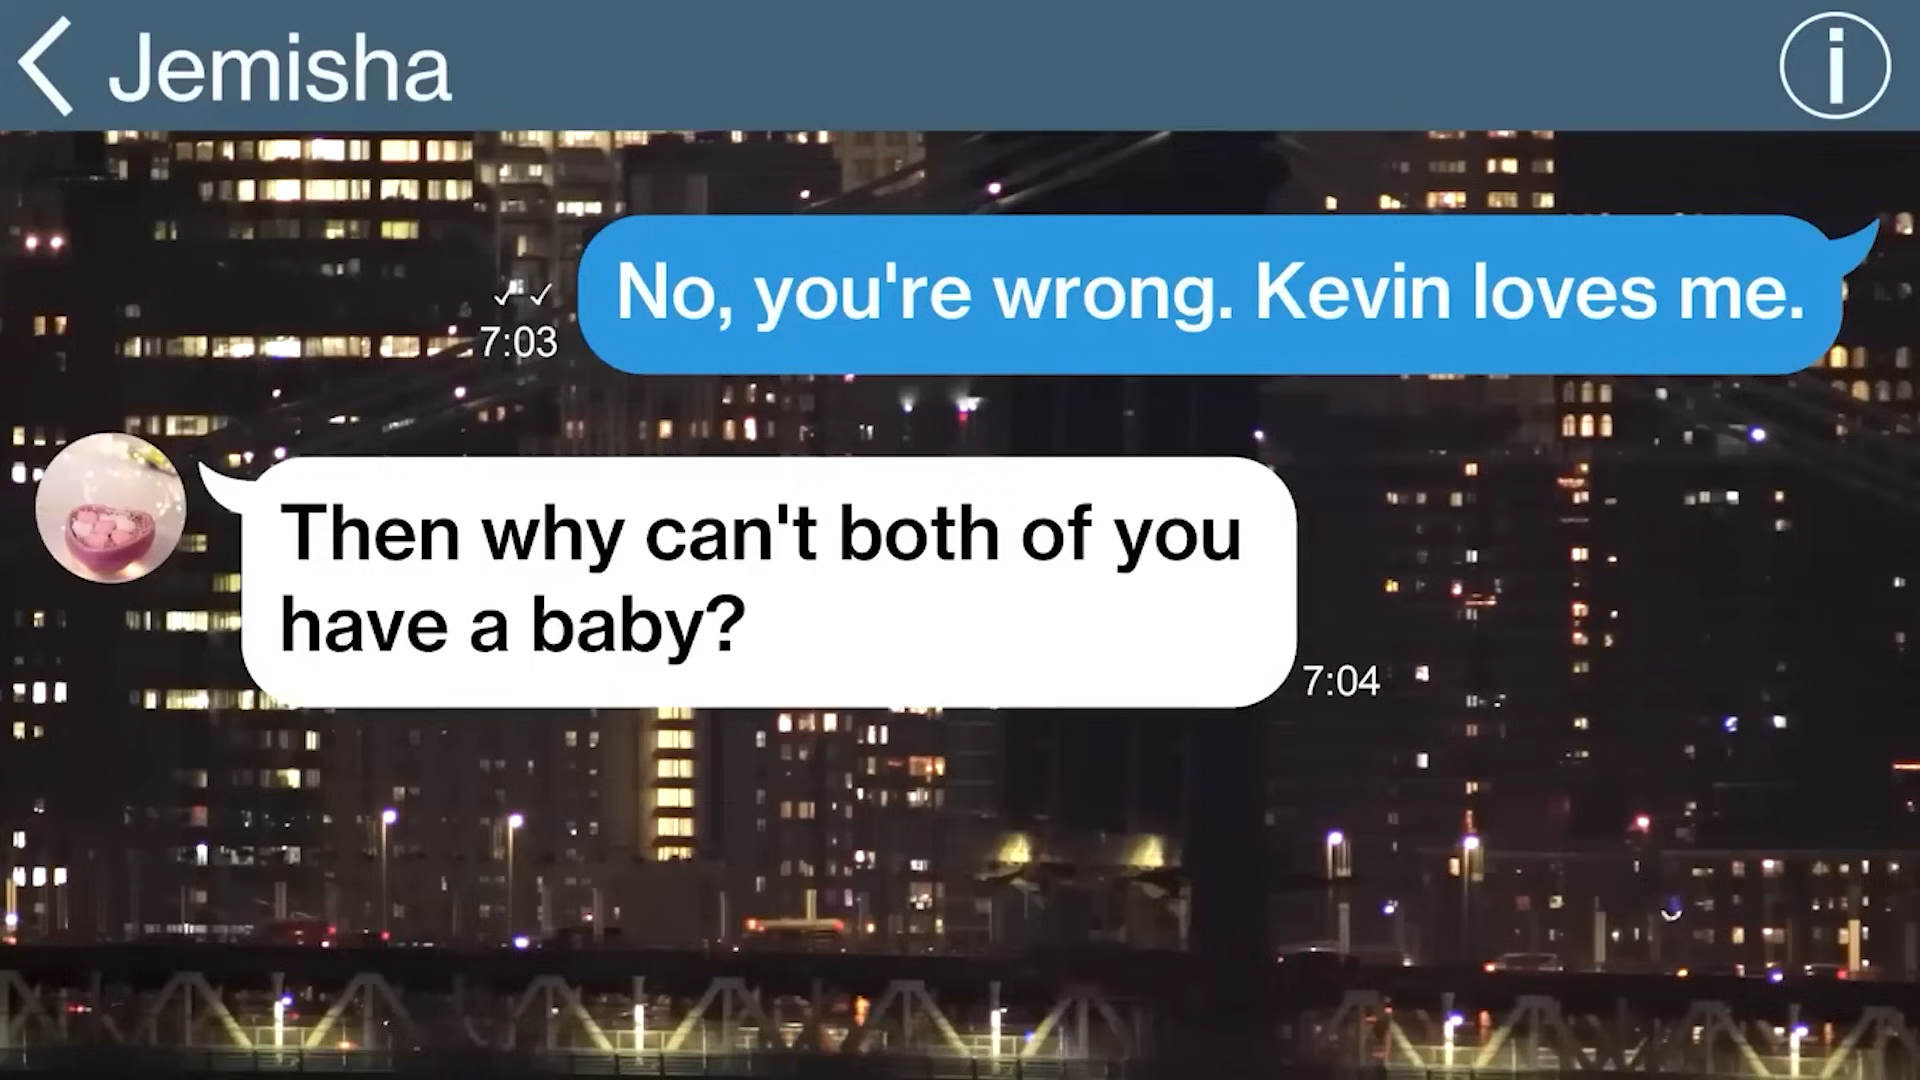 Jemisha
No, you're wrong. Kevin loves me.
7:03
Then why can't both of you
have a baby?
7:04